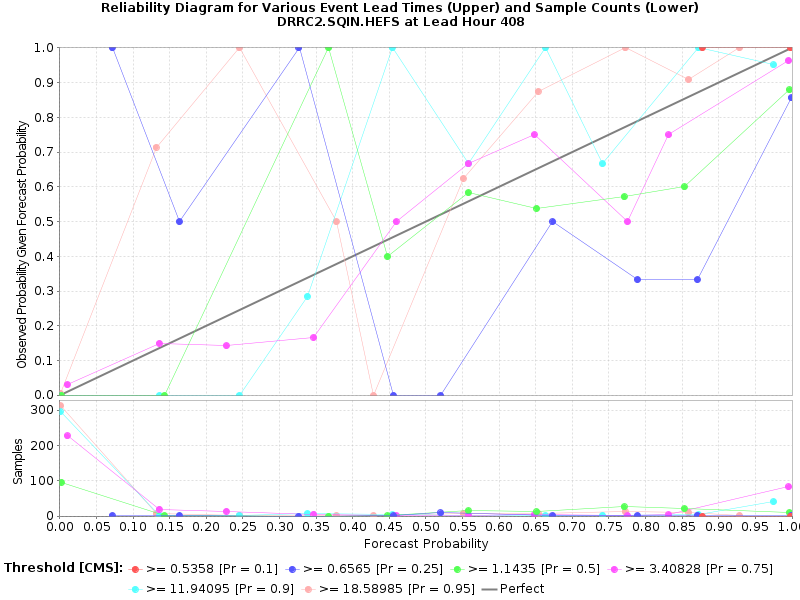 Reliability Diagram for Various Event Lead Times (Upper) and Sample Counts (Lower)
DRRC2.SQIN.HEFS at Lead Hour 408
Observed Probability Given Forecast Probability
1.0
0.9
0.8
0.7
0.6
0.5
0.4
0.3
0.2
0.1
0.0
Samples
300
200
100
0
0.00 0.05 0.10 0.15 0.20 0.25 0.30 0.35 0.40 0.45 0.50 0.55 0.60 0.65 0.70 0.75 0.80 0.85 0.90 0.95 1.0
Forecast Probability
Threshold [CMS]: >= 0.5358 [Pr = 0.1] >= 0.6565 [Pr = 0.25] >= 1.1435 [Pr = 0.5] >= 3.40828 [Pr = 0.75]
>= 11.94095 [Pr = 0.9] >= 18.58985 [Pr = 0.95] Perfect